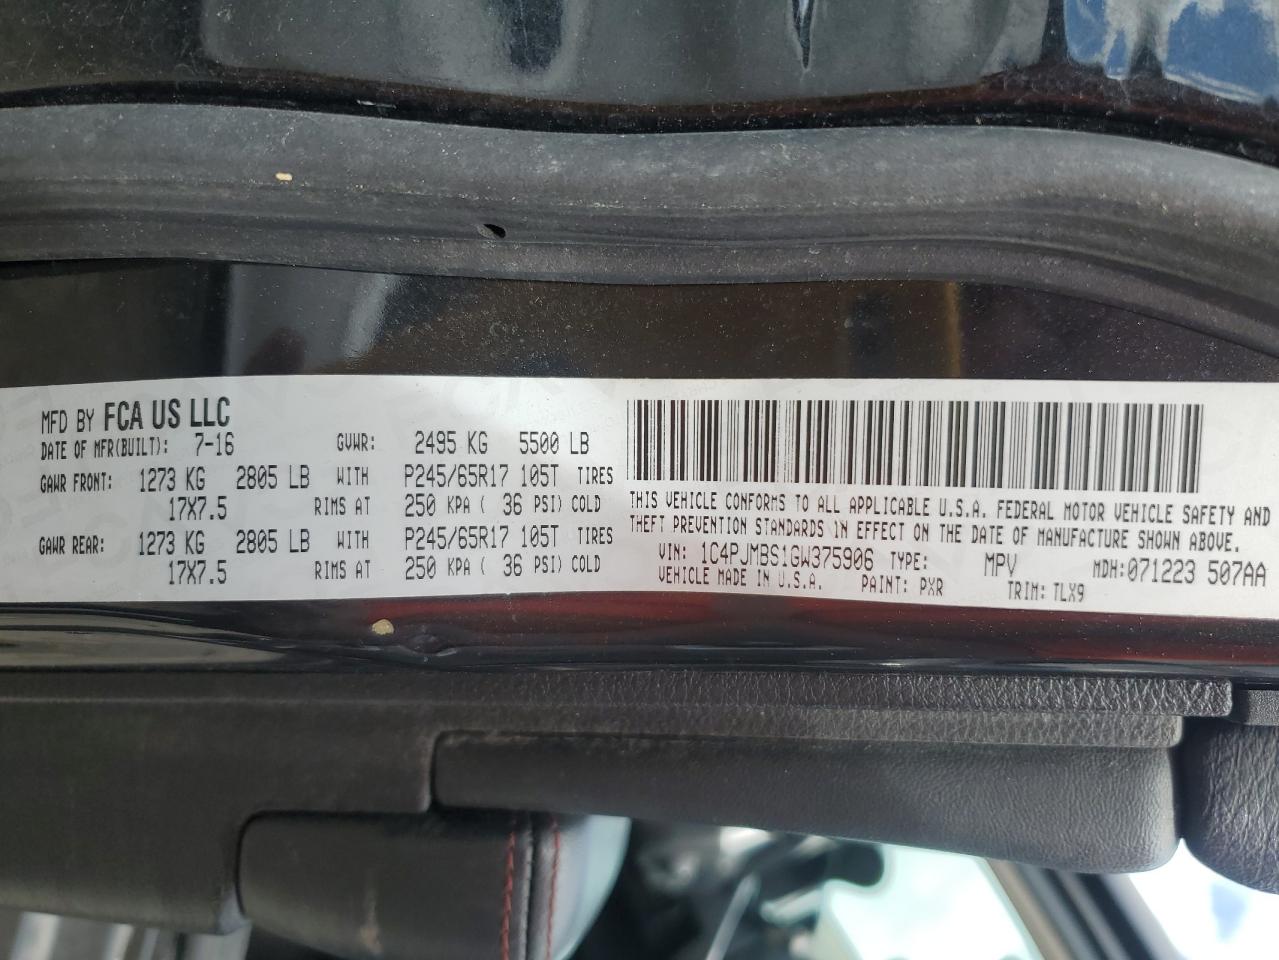 MFD BY FCA US LLC
DATE OF MFR(BUILT): 7-16 GVWR: 2495 KG 5500 LB
GAWR FRONT: 1273 KG 2805 LB WITH P245/65R17 105T TIRES
17X7.5 RIMS AT 250 KPA ( 36 PSI) COLD
GAWR REAR: 1273 KG 2805 LB WITH P245/65R17 105T TIRES
17X7.5 RIMS AT 250 KPA ( 36 PSI) COLD
THIS VEHICLE CONFORMS TO ALL APPLICABLE U.S.A. FEDERAL MOTOR VEHICLE SAFETY AND
THEFT PREVENTION STANDARDS IN EFFECT ON THE DATE OF MANUFACTURE SHOWN ABOVE.
VIN: 1C4PJMBS1GW375906 TYPE: MPV MDH:071223 507AA
VEHICLE MADE IN U.S.A. PAINT: PXR TRIM: TLX9